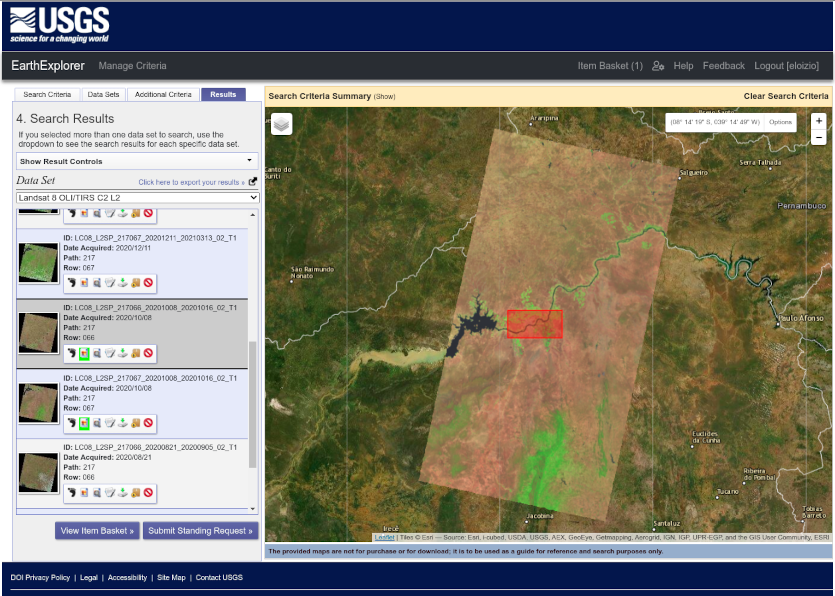 USGS
science for a changing world
EarthExplorer
Manage Criteria
Item Basket (1)
Help
Feedback
Logout [eloizio]
Search Criteria
Data Sets
Additional Criteria
Results
4. Search Results
If you selected more than one data set to search, use the
dropdown to see the search results for each specific data set.
Show Result Controls
Data Set
Click here to export your results »
Landsat 8 OLI/TIRS C2 L2
ID: LC08_L2SP_217067_20201211_20210313_02_T1
Date Acquired: 2020/12/11
Path: 217
Row: 067
ID: LC08_L2SP_217066_20201008_20201016_02_T1
Date Acquired: 2020/10/08
Path: 217
Row: 066
ID: LC08_L2SP_217067_20201008_20201016_02_T1
Date Acquired: 2020/10/08
Path: 217
Row: 067
ID: LC08_L2SP_217066_20200821_20200905_02_T1
Date Acquired: 2020/08/21
Path: 217
Row: 066
View Item Basket »
Submit Standing Request »
Search Criteria Summary (Show)
Clear Search Criteria
(08° 14' 19" S, 039° 14' 49" W)
Options
+
−
Araripina
Canto do
Buriti
Salgueiro
Serra Talhada
Pernambuco
São Raimundo
Nonato
Paulo Afonso
Euclides
da Cunha
Ribeira
do Pombal
Tucano
Tobias
Barreto
Jacobina
Santaluz
Irecê
Leaflet | Tiles © Esri — Source: Esri, i-cubed, USDA, USGS, AEX, GeoEye, Getmapping, Aerogrid, IGN, IGP, UPR-EGP, and the GIS User Community, ESRI
The provided maps are not for purchase or for download; it is to be used as a guide for reference and search purposes only.
DOI Privacy Policy | Legal | Accessibility | Site Map | Contact USGS